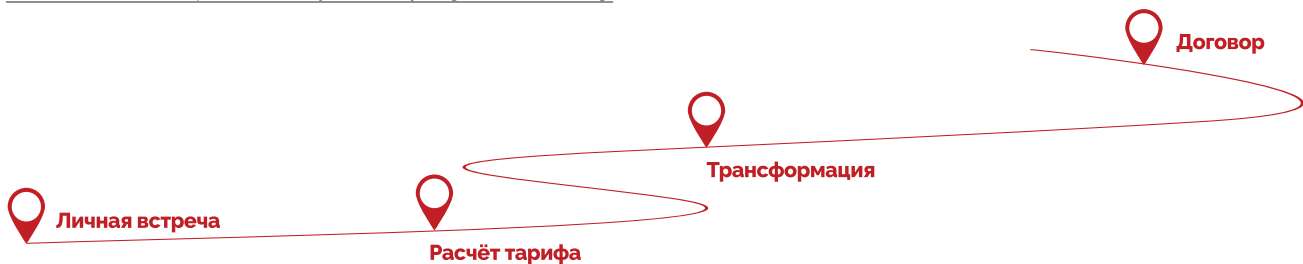 Договор
Трансформация
Личная встреча
Расчёт тарифа